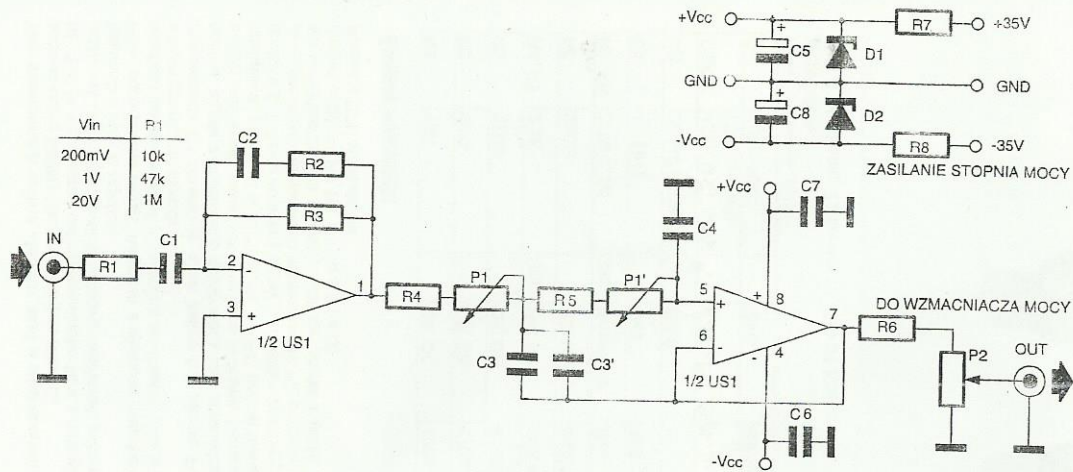 +Vcc
R7
+35V
C5
D1
GND
GND
C8
D2
-Vcc
R8
-35V
ZASILANIE STOPNIA MOCY
Vin P1
200mV 10k
1V 47k
20V 1M
C2
R2
R3
+Vcc
C7
C4
IN
R1
C1
2
-
3
+
1
1/2 US1
R4
P1
R5
P1'
5
+
6
-
8
+
4
-
7
1/2 US1
C3
C3'
DO WZMACNIACZA MOCY
R6
P2
OUT
C6
-Vcc